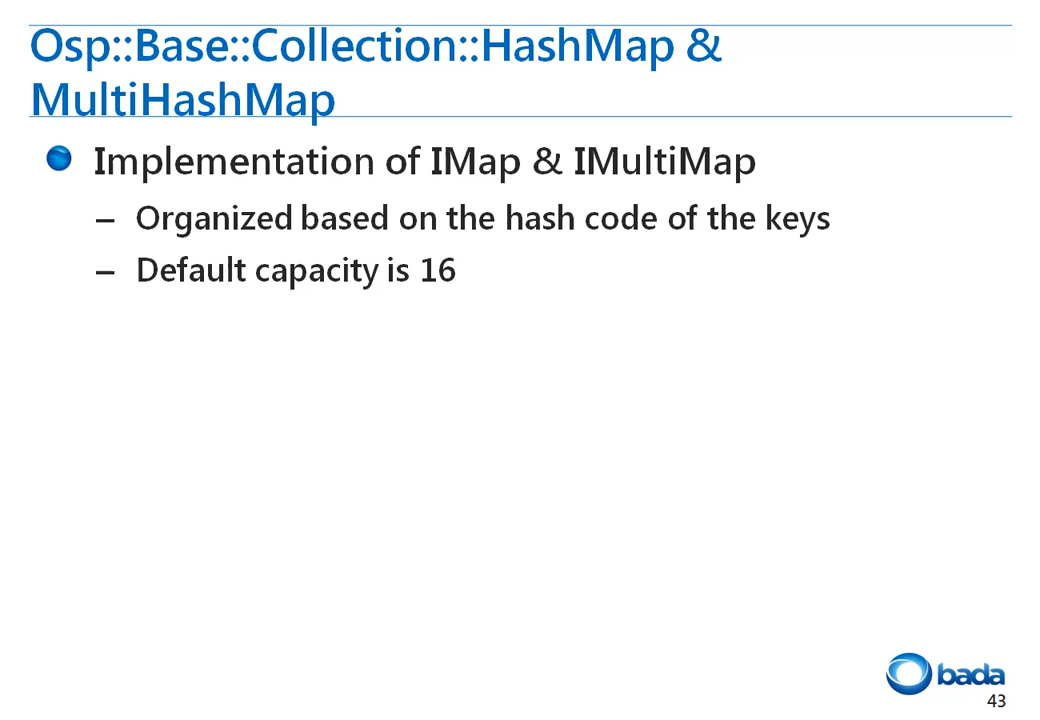 Osp::Base::Collection::HashMap &
MultiHashMap
Implementation of IMap & IMultiMap
– Organized based on the hash code of the keys
– Default capacity is 16
bada
43